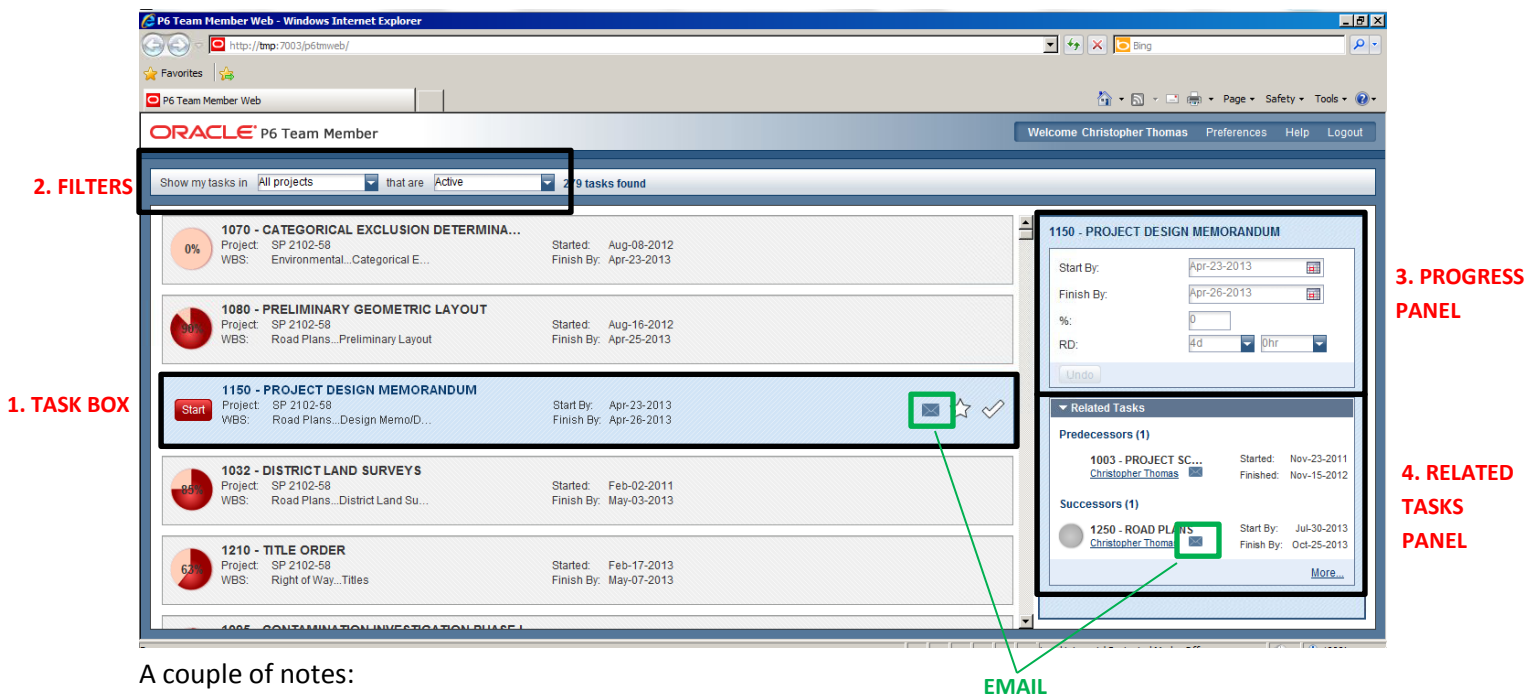 P6 Team Member Web - Windows Internet Explorer
http://tmp:7003/p6tmweb/
Bing
Favorites
P6 Team Member Web
Page Safety Tools
ORACLE P6 Team Member
Welcome Christopher Thomas Preferences Help Logout
2. FILTERS
Show my tasks in All projects that are Active 279 tasks found
1070 - CATEGORICAL EXCLUSION DETERMINA...
0%
Project: SP 2102-58 Started: Aug-08-2012
WBS: Environmental...Categorical E... Finish By: Apr-23-2013
1080 - PRELIMINARY GEOMETRIC LAYOUT
90%
Project: SP 2102-58 Started: Aug-16-2012
WBS: Road Plans...Preliminary Layout Finish By: Apr-25-2013
1. TASK BOX
1150 - PROJECT DESIGN MEMORANDUM
Start
Project: SP 2102-58 Start By: Apr-23-2013
WBS: Road Plans...Design Memo/D... Finish By: Apr-26-2013
1032 - DISTRICT LAND SURVEYS
85%
Project: SP 2102-58 Started: Feb-02-2011
WBS: Road Plans...District Land Su... Finish By: May-03-2013
1210 - TITLE ORDER
63%
Project: SP 2102-58 Started: Feb-17-2013
WBS: Right of Way...Titles Finish By: May-07-2013
1150 - PROJECT DESIGN MEMORANDUM
Start By: Apr-23-2013
Finish By: Apr-26-2013
%: 0
RD: 4d 0hr
Undo
3. PROGRESS
PANEL
Related Tasks
Predecessors (1)
1003 - PROJECT SC... Started: Nov-23-2011
Christopher Thomas Finished: Nov-15-2012
Successors (1)
1250 - ROAD PLANS Start By: Jul-30-2013
Christopher Thomas Finish By: Oct-25-2013
More...
4. RELATED
TASKS
PANEL
A couple of notes:
EMAIL